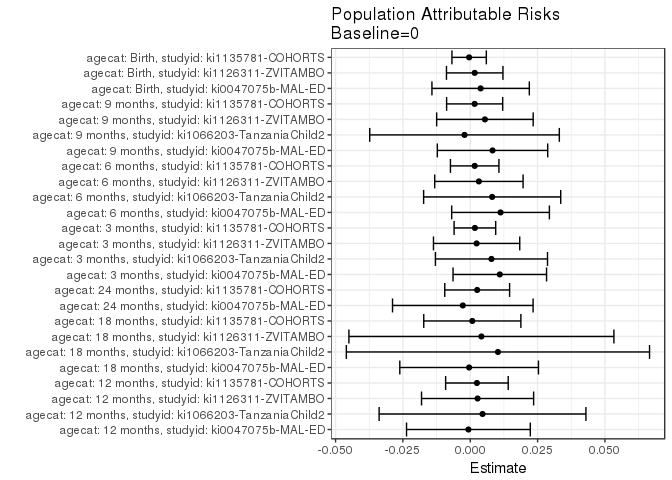 Population Attributable Risks
Baseline=0
agecat: Birth, studyid: ki1135781-COHORTS
agecat: Birth, studyid: ki1126311-ZVITAMBO
agecat: Birth, studyid: ki0047075b-MAL-ED
agecat: 9 months, studyid: ki1135781-COHORTS
agecat: 9 months, studyid: ki1126311-ZVITAMBO
agecat: 9 months, studyid: ki1066203-TanzaniaChild2
agecat: 9 months, studyid: ki0047075b-MAL-ED
agecat: 6 months, studyid: ki1135781-COHORTS
agecat: 6 months, studyid: ki1126311-ZVITAMBO
agecat: 6 months, studyid: ki1066203-TanzaniaChild2
agecat: 6 months, studyid: ki0047075b-MAL-ED
agecat: 3 months, studyid: ki1135781-COHORTS
agecat: 3 months, studyid: ki1126311-ZVITAMBO
agecat: 3 months, studyid: ki1066203-TanzaniaChild2
agecat: 3 months, studyid: ki0047075b-MAL-ED
agecat: 24 months, studyid: ki1135781-COHORTS
agecat: 24 months, studyid: ki0047075b-MAL-ED
agecat: 18 months, studyid: ki1135781-COHORTS
agecat: 18 months, studyid: ki1126311-ZVITAMBO
agecat: 18 months, studyid: ki1066203-TanzaniaChild2
agecat: 18 months, studyid: ki0047075b-MAL-ED
agecat: 12 months, studyid: ki1135781-COHORTS
agecat: 12 months, studyid: ki1126311-ZVITAMBO
agecat: 12 months, studyid: ki1066203-TanzaniaChild2
agecat: 12 months, studyid: ki0047075b-MAL-ED
-0.050 -0.025 0.000 0.025 0.050
Estimate